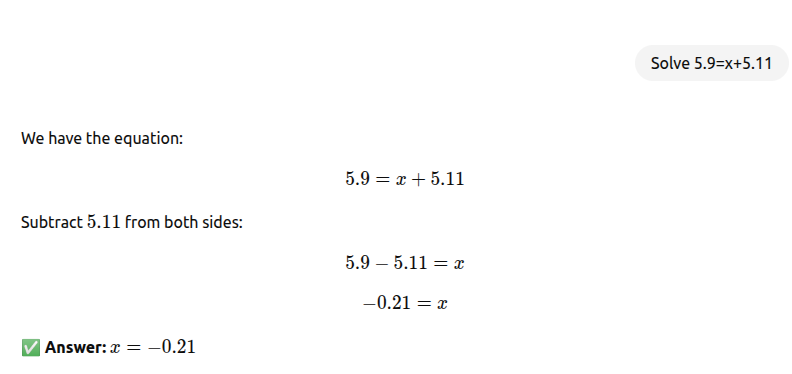 Solve 5.9=x+5.11
We have the equation:
5.9 = x + 5.11
Subtract 5.11 from both sides:
5.9 − 5.11 = x
−0.21 = x
✅ Answer: x = −0.21